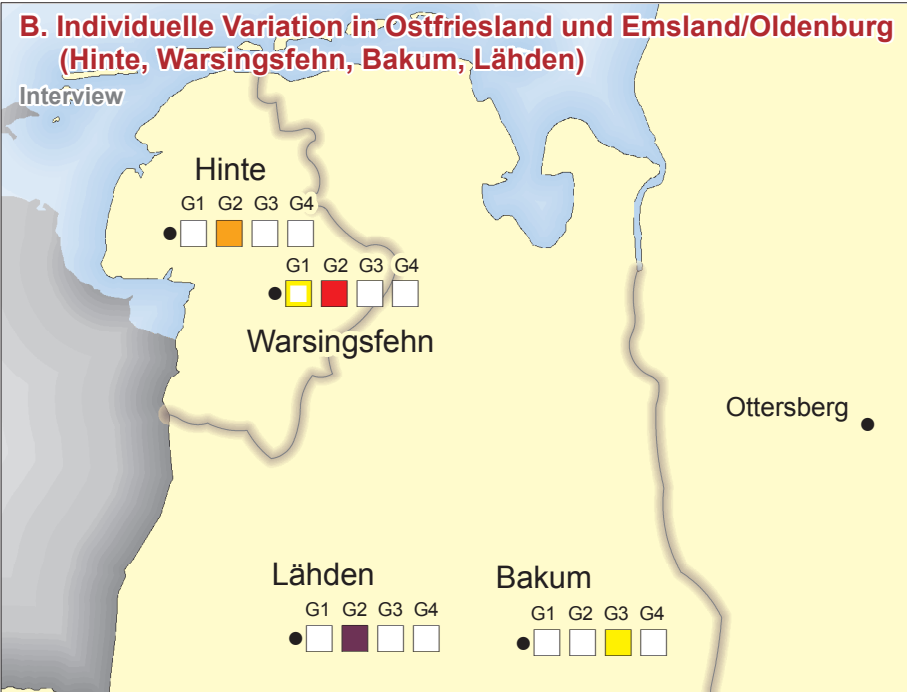 B. Individuelle Variation in Ostfriesland und Emsland/Oldenburg
(Hinte, Warsingsfehn, Bakum, Lähden)
Interview
Hinte
G1 G2 G3 G4
G1 G2 G3 G4
Warsingsfehn
Ottersberg
Lähden
G1 G2 G3 G4
Bakum
G1 G2 G3 G4